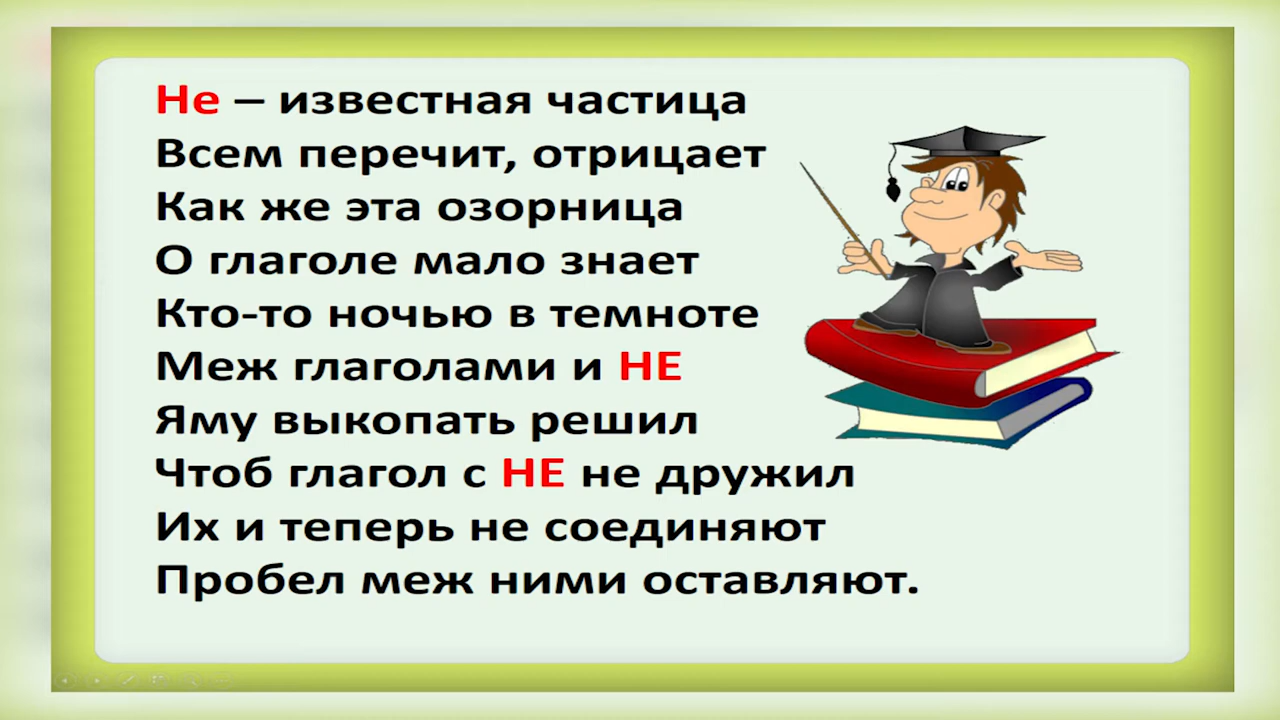 Не – известная частица
Всем перечит, отрицает
Как же эта озорница
О глаголе мало знает
Кто-то ночью в темноте
Меж глаголами и НЕ
Яму выкопать решил
Чтоб глагол с НЕ не дружил
Их и теперь не соединяют
Пробел меж ними оставляют.